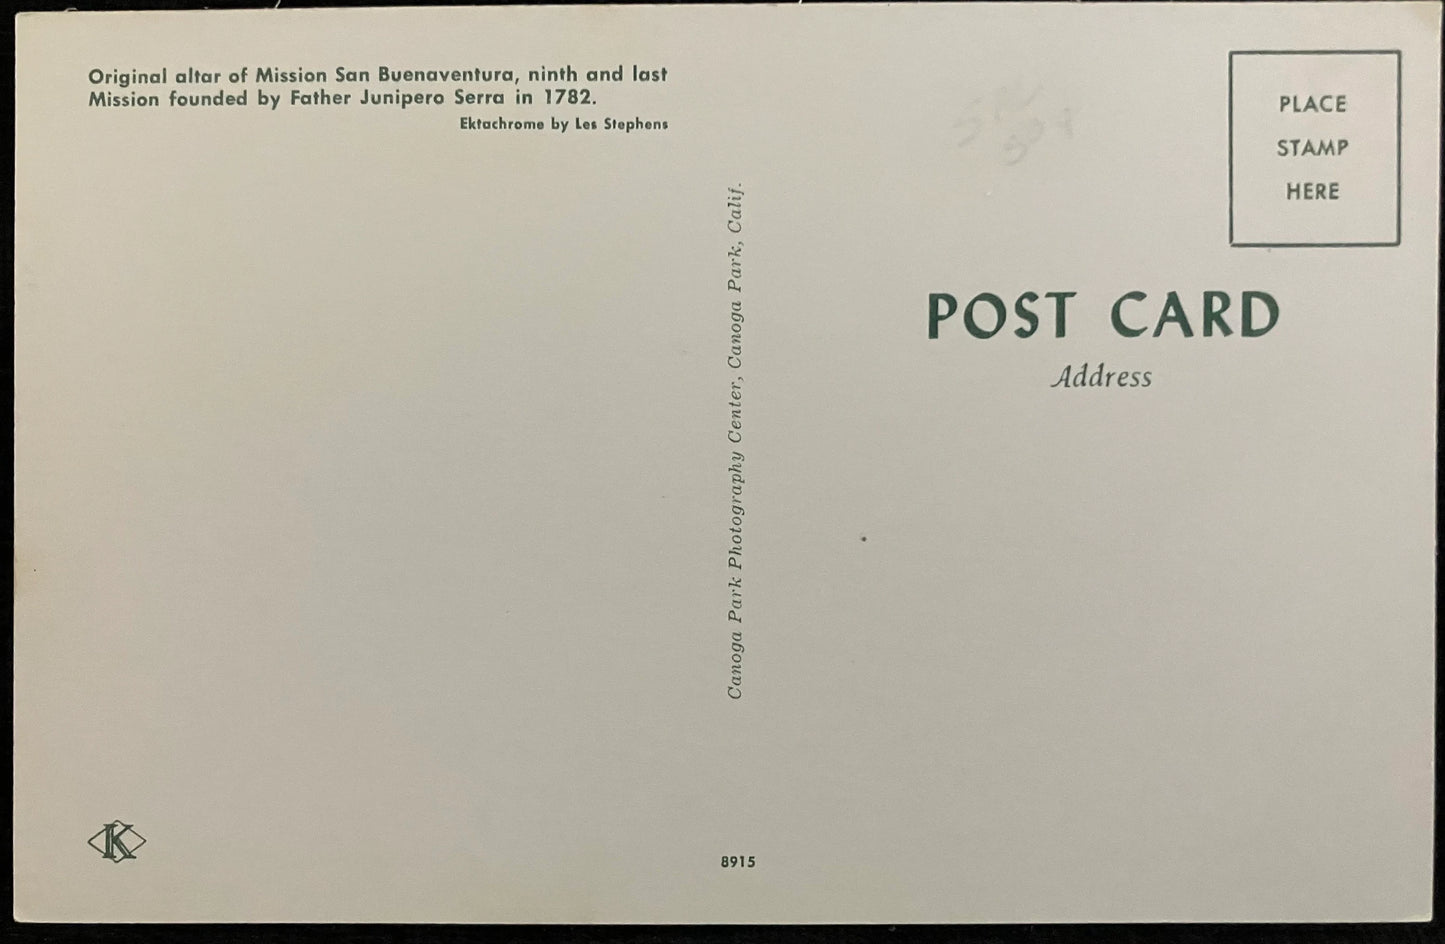 Original altar of Mission San Buenaventura, ninth and last
Mission founded by Father Junipero Serra in 1782.
Ektachrome by Les Stephens
Canoga Park Photography Center, Canoga Park, Calif.
PLACE
STAMP
HERE
POST CARD
Address
K
8915